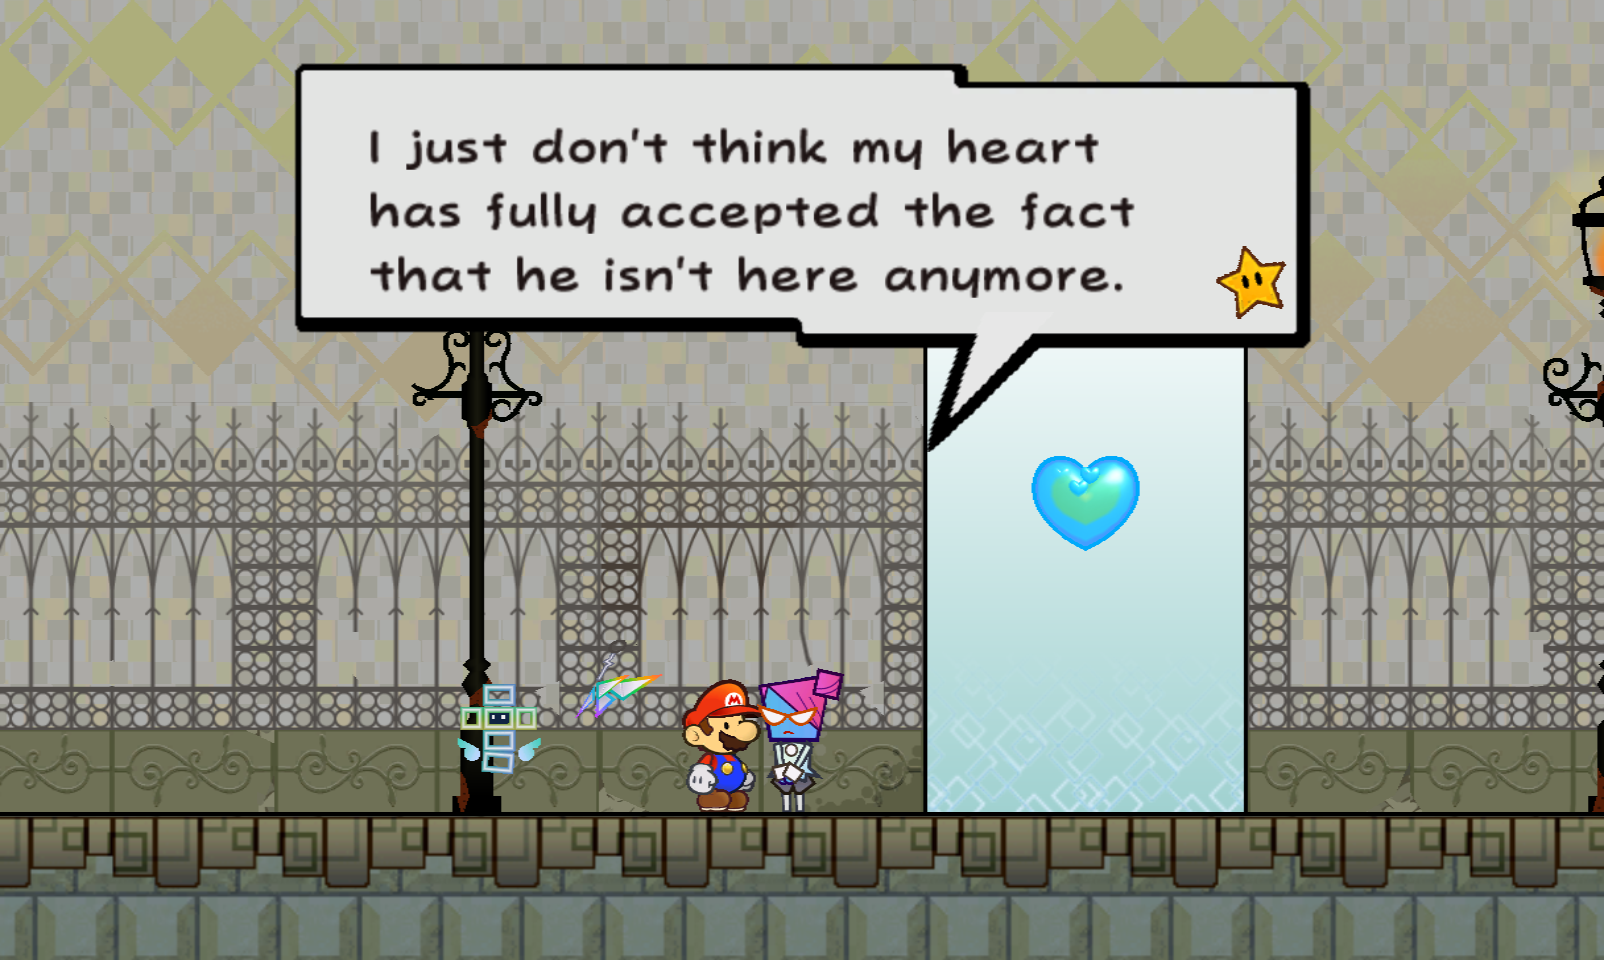 I just don't think my heart
has fully accepted the fact
that he isn't here anymore.
M